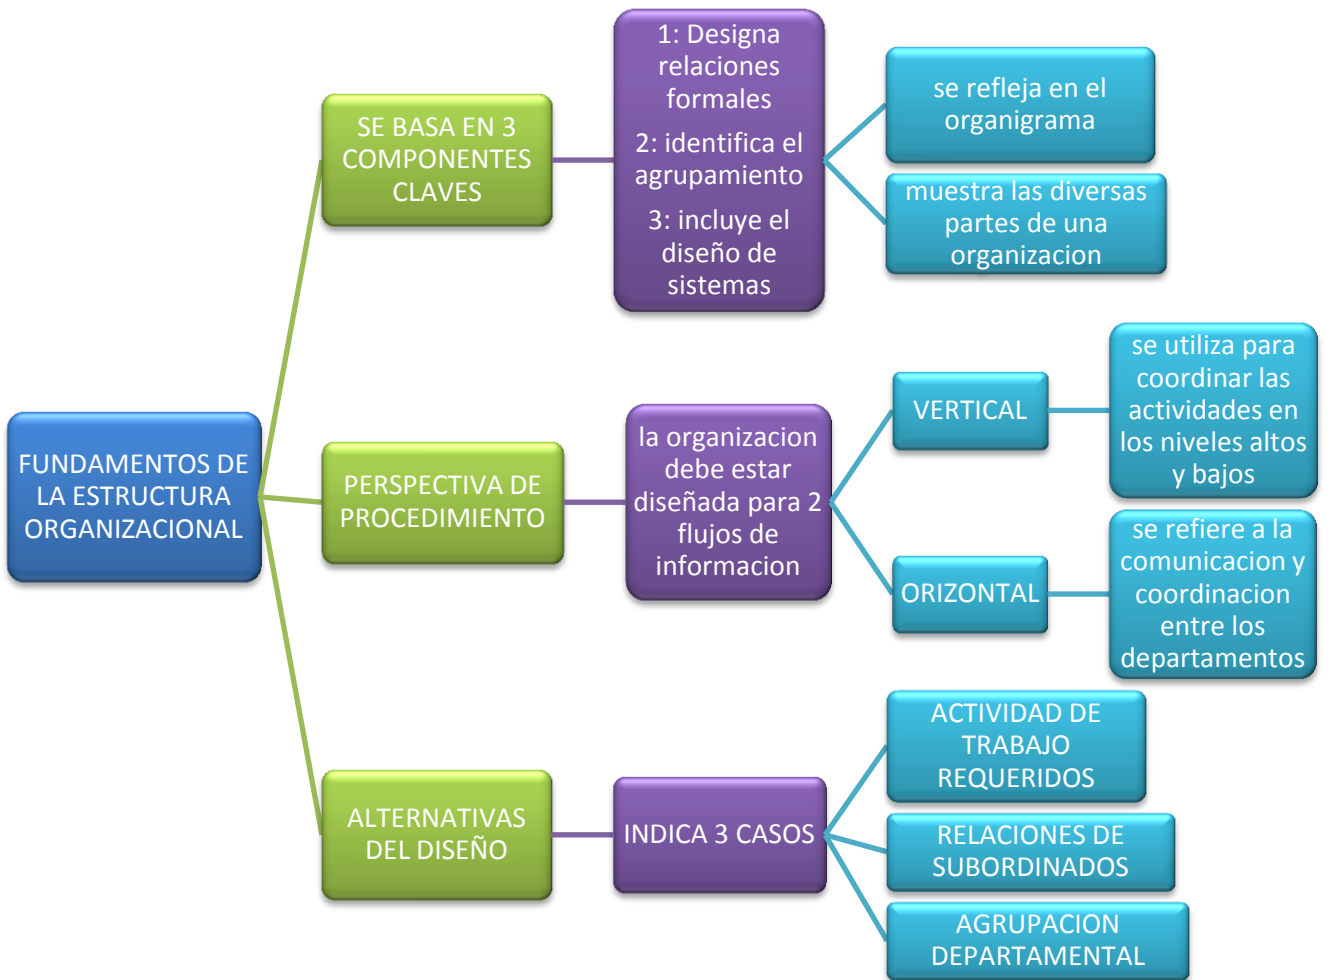 FUNDAMENTOS DE
LA ESTRUCTURA
ORGANIZACIONAL
SE BASA EN 3
COMPONENTES
CLAVES
1: Designa
relaciones
formales
2: identifica el
agrupamiento
3: incluye el
diseño de
sistemas
se refleja en el
organigrama
muestra las diversas
partes de una
organizacion
PERSPECTIVA DE
PROCEDIMIENTO
la organizacion
debe estar
diseñada para 2
flujos de
informacion
VERTICAL
se utiliza para
coordinar las
actividades en
los niveles altos
y bajos
ORIZONTAL
se refiere a la
comunicacion y
coordinacion
entre los
departamentos
ALTERNATIVAS
DEL DISEÑO
INDICA 3 CASOS
ACTIVIDAD DE
TRABAJO
REQUERIDOS
RELACIONES DE
SUBORDINADOS
AGRUPACION
DEPARTAMENTAL